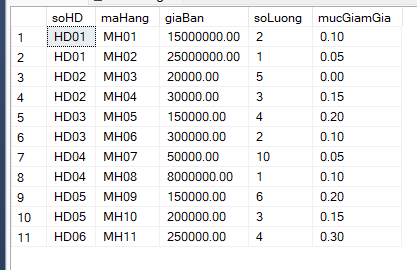 soHD maHang giaBan soLuong mucGiamGia
1 HD01 MH01 15000000.00 2 0.10
2 HD01 MH02 25000000.00 1 0.05
3 HD02 MH03 20000.00 5 0.00
4 HD02 MH04 30000.00 3 0.15
5 HD03 MH05 150000.00 4 0.20
6 HD03 MH06 300000.00 2 0.10
7 HD04 MH07 50000.00 10 0.05
8 HD04 MH08 8000000.00 1 0.10
9 HD05 MH09 150000.00 6 0.20
10 HD05 MH10 200000.00 3 0.15
11 HD06 MH11 250000.00 4 0.30